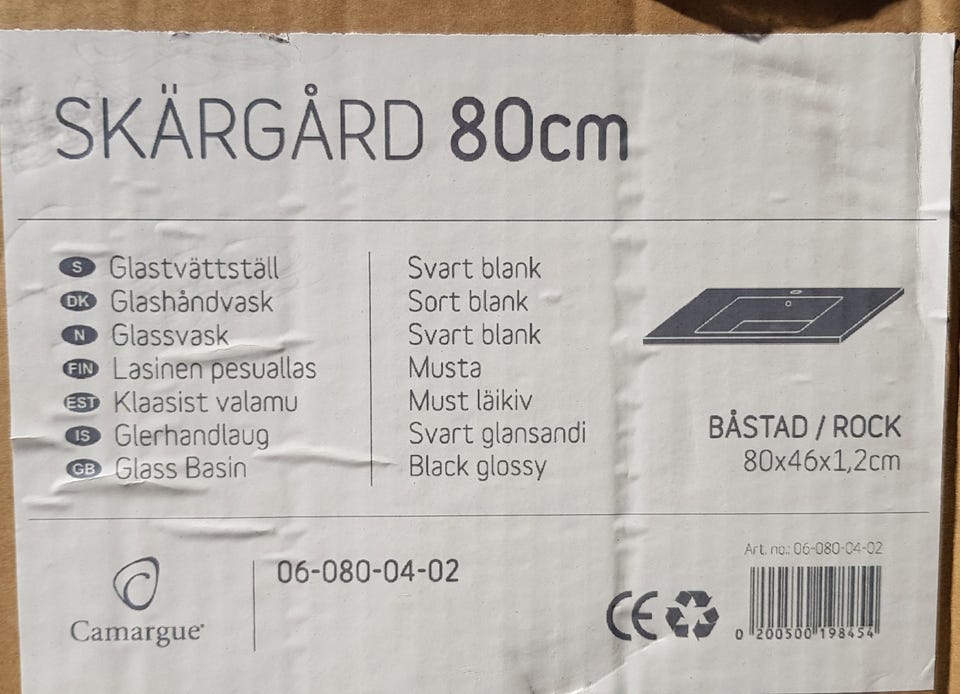 SKÄRGÅRD 80cm
S Glastvättställ Svart blank
DK Glashåndvask Sort blank
N Glassvask Svart blank
FIN Lasinen pesuallas Musta
EST Klaasist valamu Must läikiv
IS Glerhandlaug Svart glansandi
GB Glass Basin Black glossy
BÅSTAD / ROCK
80x46x1,2cm
Camargue®
06-080-04-02
CE
Art. no.: 06-080-04-02
0 200500 198454